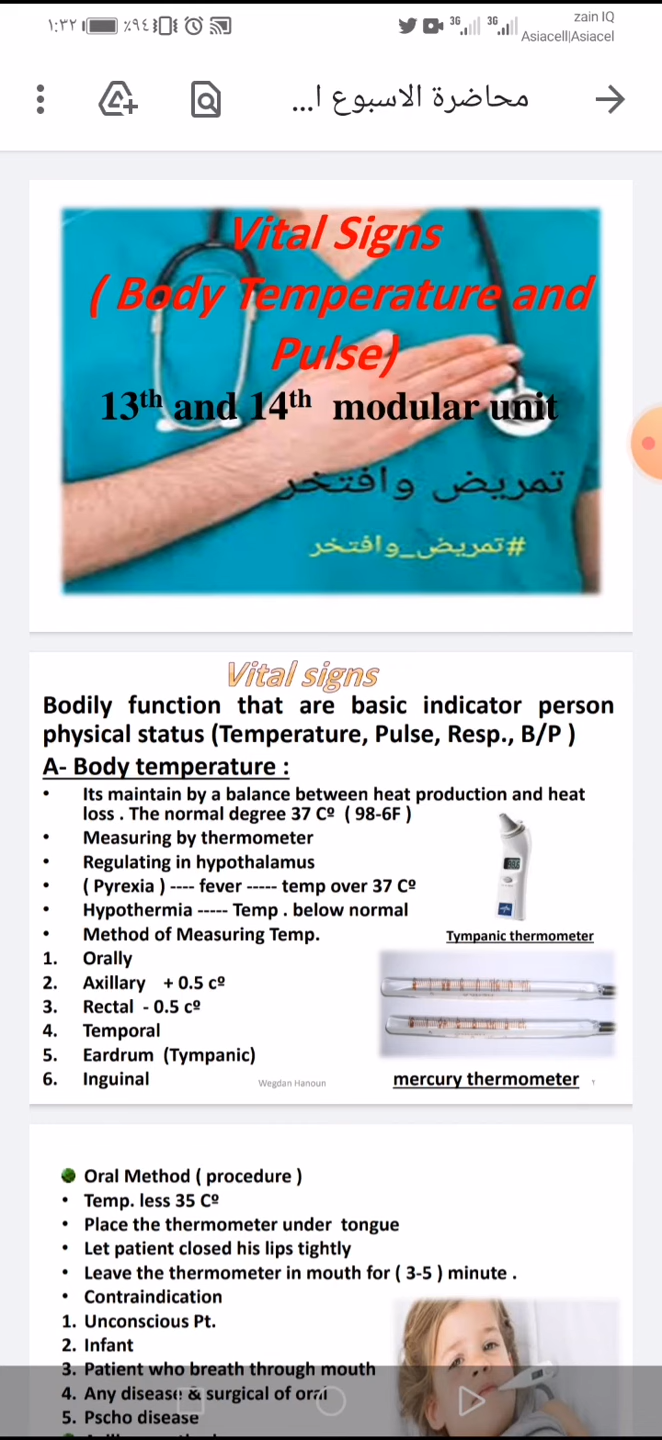 ١:٣٢
٪٩٤
3G
3G
zain IQ
Asiacell|Asiacel
محاضرة الاسبوع ا...
Vital Signs
( Body Temperature and
Pulse)
13th and 14th modular unit
تمريض وافتخر
#تمريض_وافتخر
Vital signs
Bodily function that are basic indicator person
physical status (Temperature, Pulse, Resp., B/P )
A- Body temperature :
• Its maintain by a balance between heat production and heat
loss . The normal degree 37 Cº ( 98-6F )
• Measuring by thermometer
• Regulating in hypothalamus
• ( Pyrexia ) ---- fever ----- temp over 37 Cº
• Hypothermia ----- Temp . below normal
• Method of Measuring Temp.
Tympanic thermometer
1. Orally
2. Axillary + 0.5 cº
3. Rectal - 0.5 cº
4. Temporal
5. Eardrum (Tympanic)
6. Inguinal
Wegdan Hanoun
mercury thermometer
٢
Oral Method ( procedure )
• Temp. less 35 Cº
• Place the thermometer under tongue
• Let patient closed his lips tightly
• Leave the thermometer in mouth for ( 3-5 ) minute .
• Contraindication
1. Unconscious Pt.
2. Infant
3. Patient who breath through mouth
4. Any disease & surgical of oral
5. Pscho disease